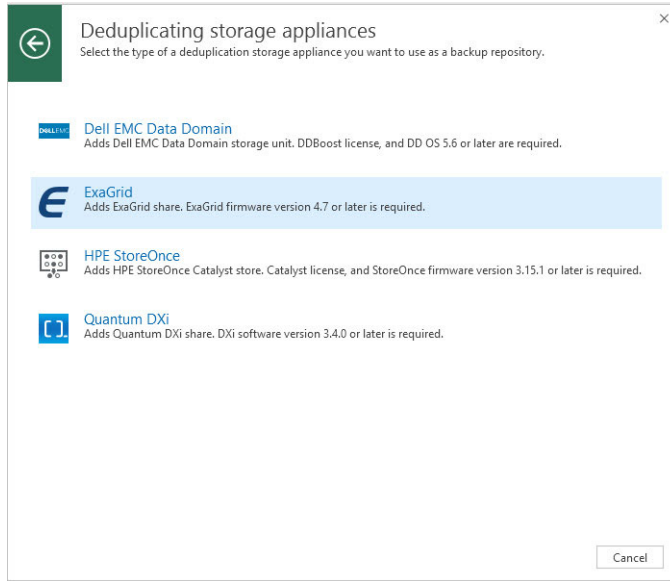 Deduplicating storage appliances
Select the type of a deduplication storage appliance you want to use as a backup repository.
DELLEMC
Dell EMC Data Domain
Adds Dell EMC Data Domain storage unit. DDBoost license, and DD OS 5.6 or later are required.
ExaGrid
Adds ExaGrid share. ExaGrid firmware version 4.7 or later is required.
HPE StoreOnce
Adds HPE StoreOnce Catalyst store. Catalyst license, and StoreOnce firmware version 3.15.1 or later is required.
Quantum DXi
Adds Quantum DXi share. DXi software version 3.4.0 or later is required.
Cancel